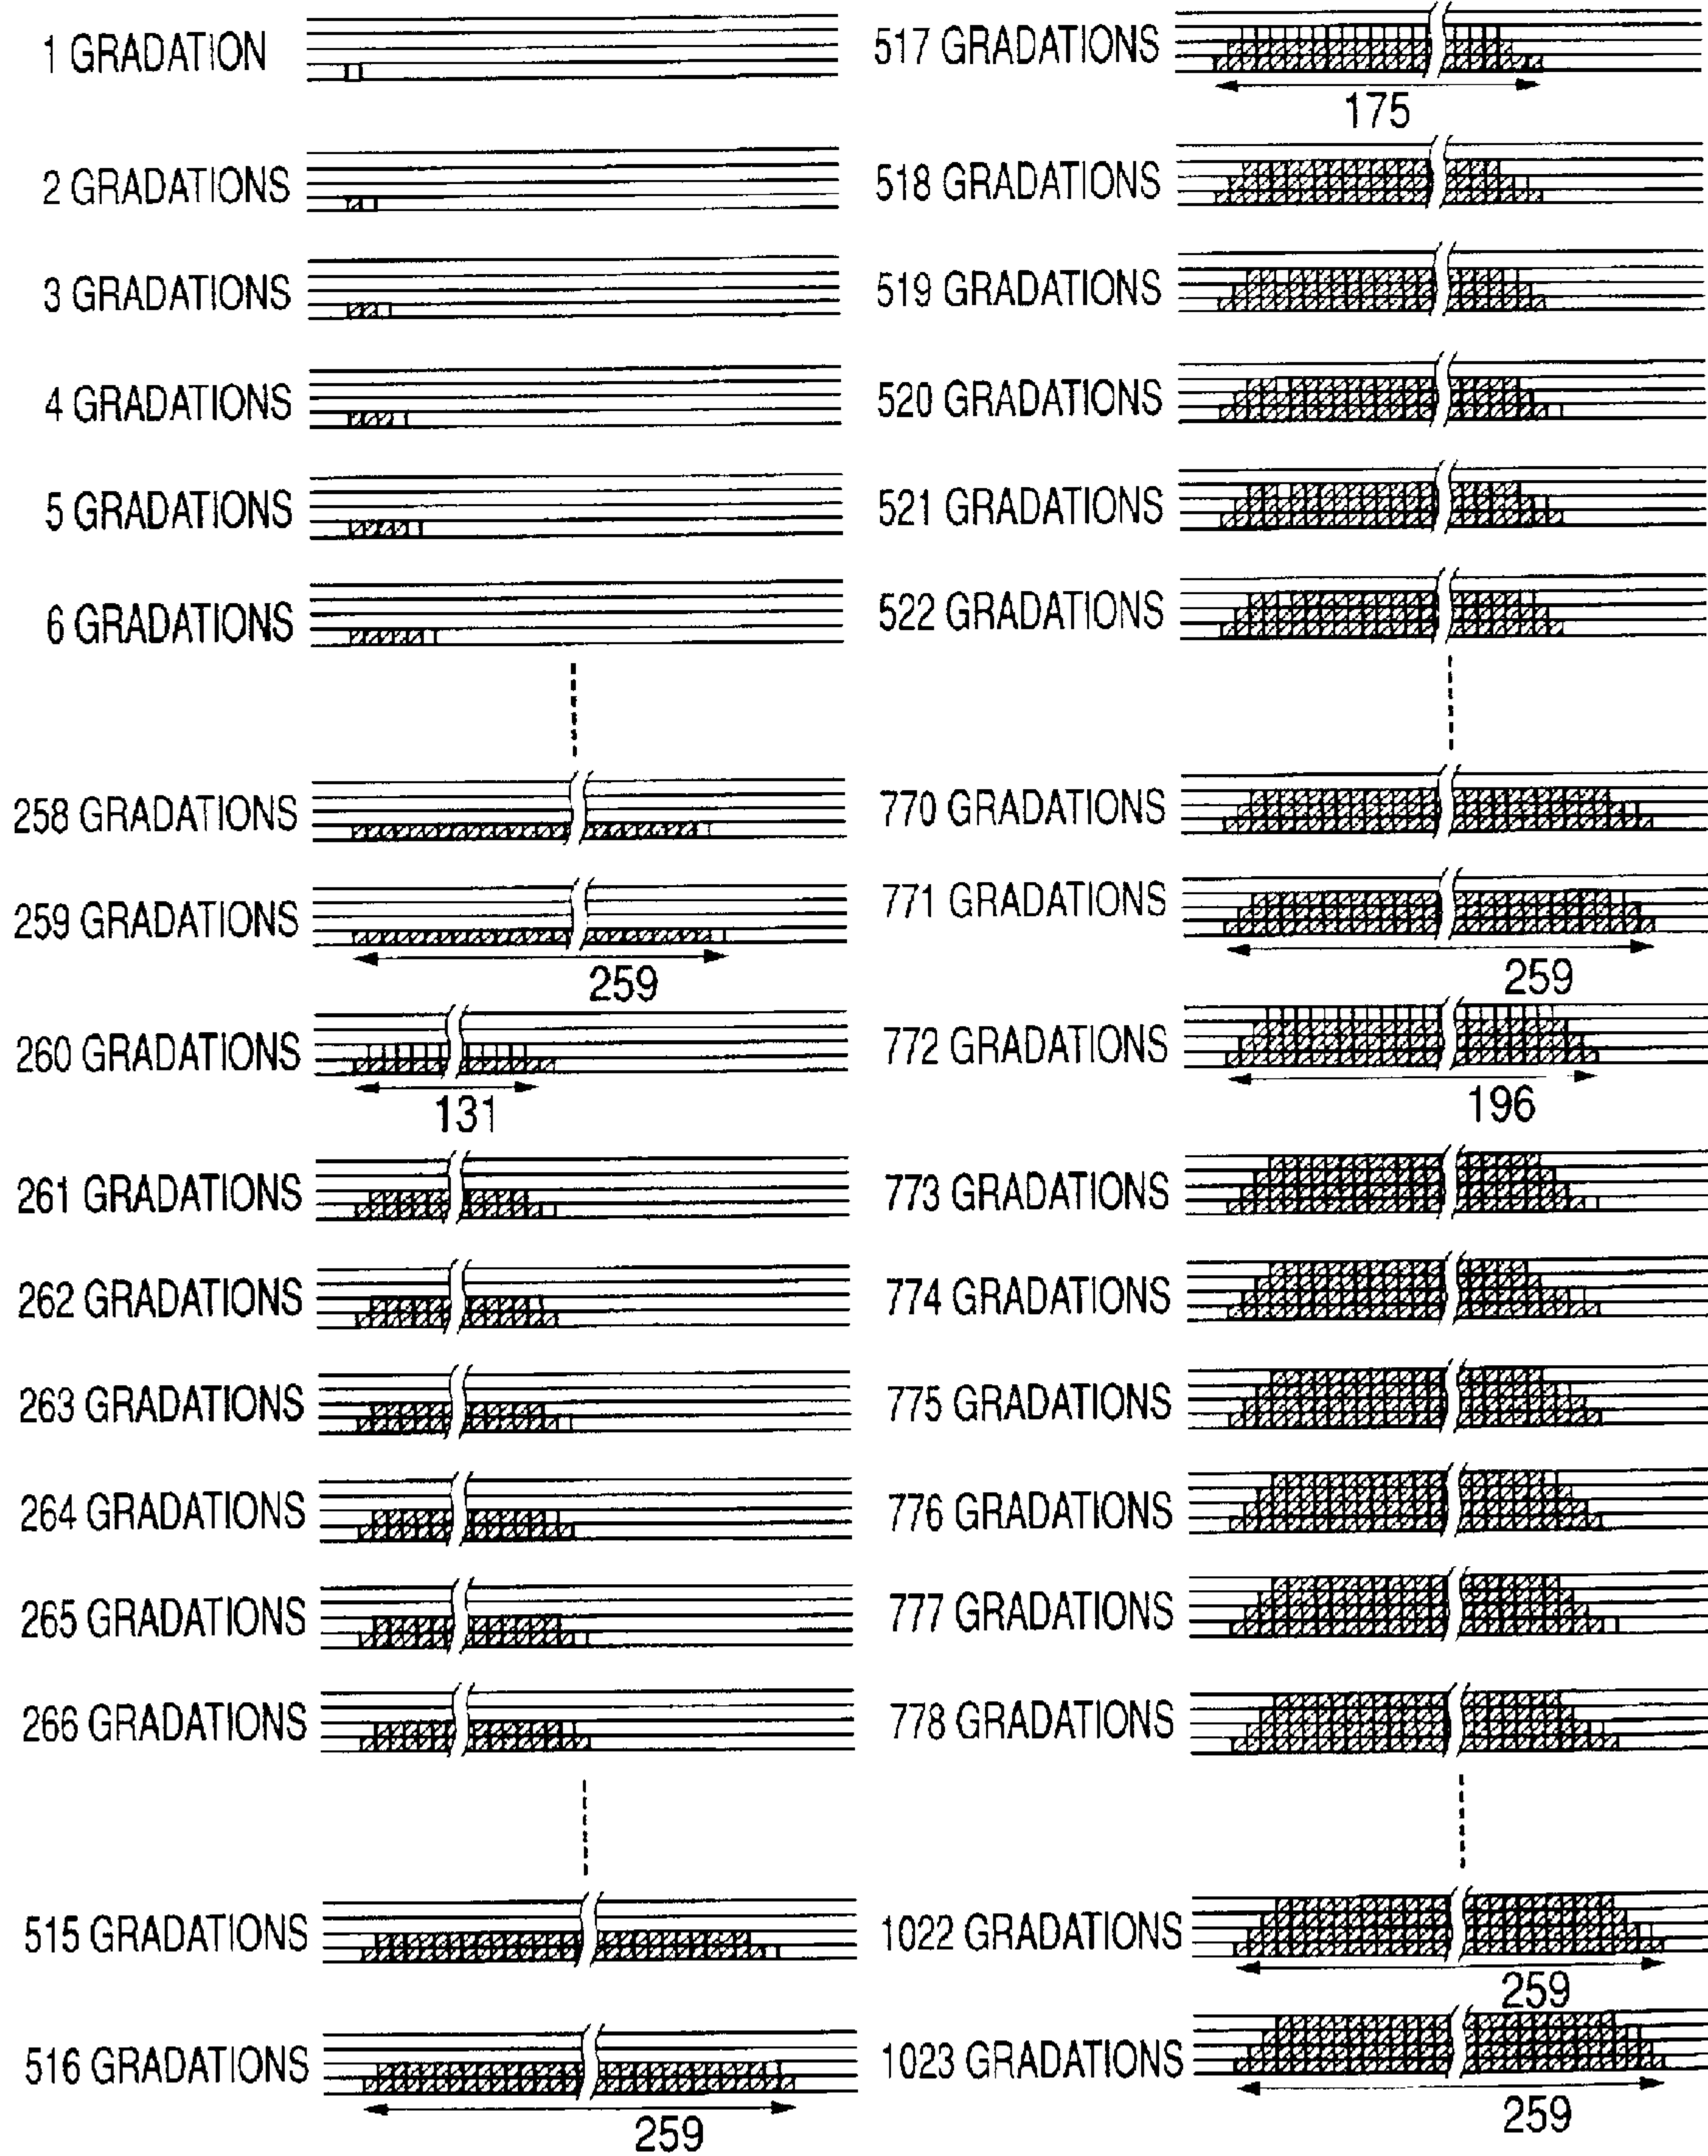 1 GRADATION
2 GRADATIONS
3 GRADATIONS
4 GRADATIONS
5 GRADATIONS
6 GRADATIONS
258 GRADATIONS
259 GRADATIONS
259
260 GRADATIONS
131
261 GRADATIONS
262 GRADATIONS
263 GRADATIONS
264 GRADATIONS
265 GRADATIONS
266 GRADATIONS
515 GRADATIONS
516 GRADATIONS
259
517 GRADATIONS
175
518 GRADATIONS
519 GRADATIONS
520 GRADATIONS
521 GRADATIONS
522 GRADATIONS
770 GRADATIONS
771 GRADATIONS
259
772 GRADATIONS
196
773 GRADATIONS
774 GRADATIONS
775 GRADATIONS
776 GRADATIONS
777 GRADATIONS
778 GRADATIONS
1022 GRADATIONS
259
1023 GRADATIONS
259